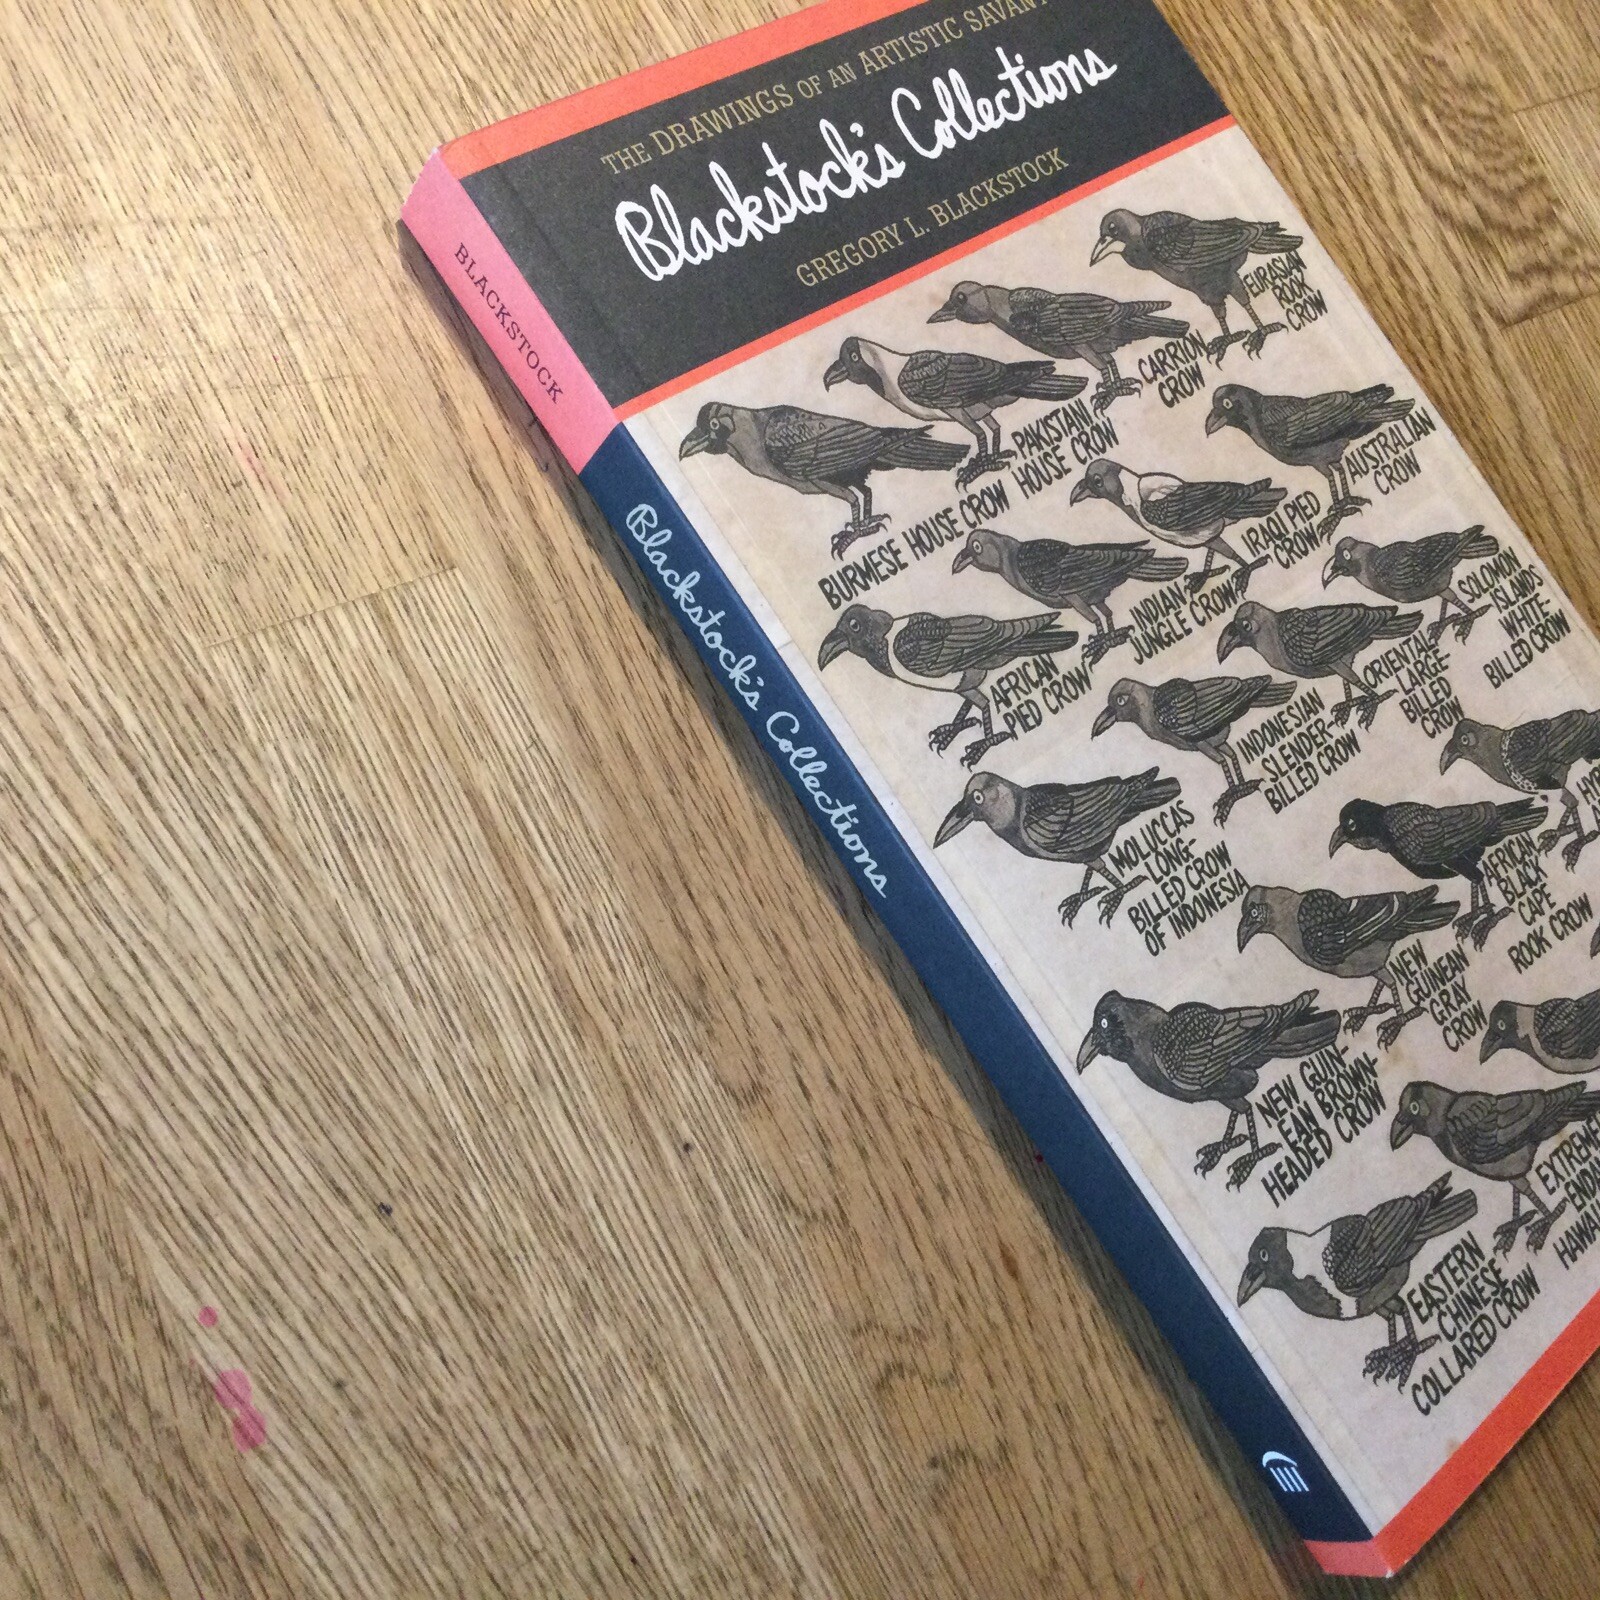 THE DRAWINGS OF AN ARTISTIC SAVANT
Blackstock's Collections
GREGORY L. BLACKSTOCK
BLACKSTOCK
Blackstock's Collections
EURASIAN
ROOK
CROW
CARRION
CROW
PAKISTANI
HOUSE CROW
BURMESE HOUSE CROW
AUSTRALIAN
CROW
IRAQI PIED
CROW
INDIAN
JUNGLE CROW
AFRICAN
PIED CROW
SOLOMON
ISLANDS
WHITE-
BILLED CROW
ORIENTAL
LARGE-
BILLED
CROW
INDONESIAN
SLENDER-
BILLED CROW
MOLUCCAS
LONG-
BILLED CROW
OF INDONESIA
AFRICAN
BLACK
CAPE
ROOK CROW
NEW
GUINEAN
GRAY
CROW
NEW GUIN-
EAN BROWN-
HEADED CROW
EASTERN
CHINESE
COLLARED CROW